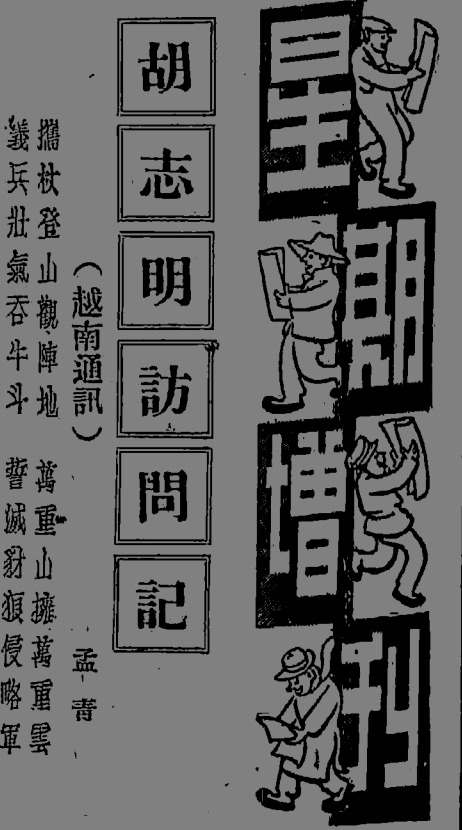 星期增刊
胡志明訪問記
(越南通訊)
孟青
攜杖登山觀陣地 萬重山擁萬重雲
義兵壯氣吞牛斗 誓滅豺狼侵略軍